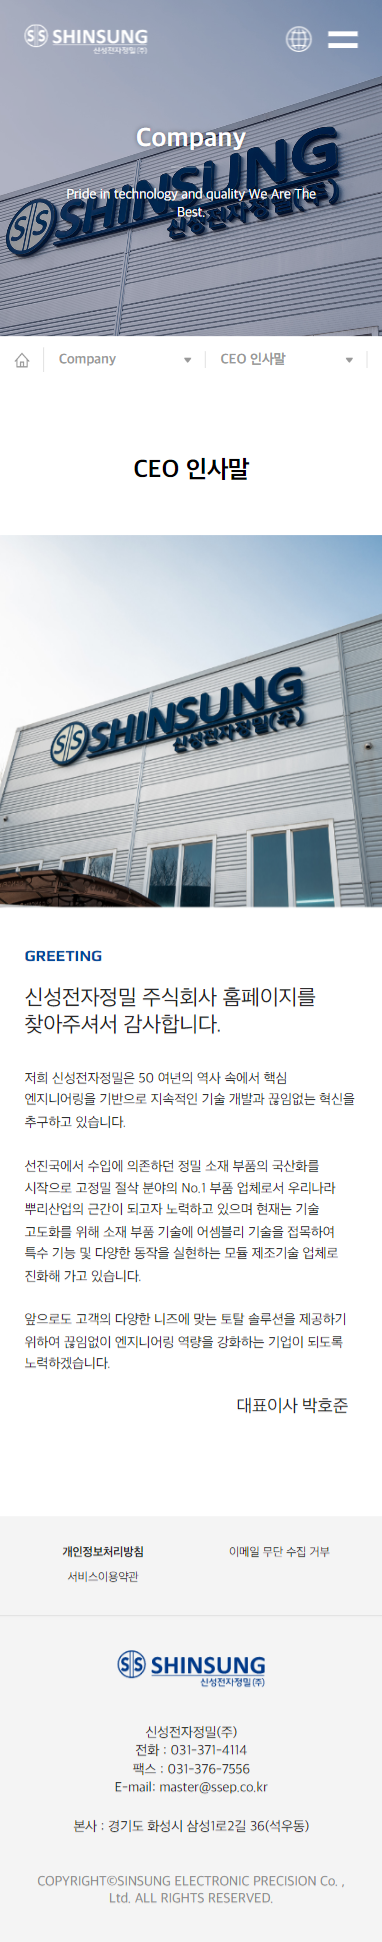 SHINSUNG
신성전자정밀(주)
Company
SHINSUNG
신성전자정밀(주)
Pride in technology and quality We Are The
Best.
Company
CEO 인사말
CEO 인사말
SHINSUNG
신성전자정밀(주)
GREETING
신성전자정밀 주식회사 홈페이지를
찾아주셔서 감사합니다.
저희 신성전자정밀은 50 여년의 역사 속에서 핵심
엔지니어링을 기반으로 지속적인 기술 개발과 끊임없는 혁신을
추구하고 있습니다.
선진국에서 수입에 의존하던 정밀 소재 부품의 국산화를
시작으로 고정밀 절삭 분야의 No.1 부품 업체로서 우리나라
뿌리산업의 근간이 되고자 노력하고 있으며 현재는 기술
고도화를 위해 소재 부품 기술에 어셈블리 기술을 접목하여
특수 기능 및 다양한 동작을 실현하는 모듈 제조기술 업체로
진화해 가고 있습니다.
앞으로도 고객의 다양한 니즈에 맞는 토탈 솔루션을 제공하기
위하여 끊임없이 엔지니어링 역량을 강화하는 기업이 되도록
노력하겠습니다.
대표이사 박호준
개인정보처리방침
이메일 무단 수집 거부
서비스이용약관
SHINSUNG
신성전자정밀(주)
신성전자정밀(주)
전화 : 031-371-4114
팩스 : 031-376-7556
E-mail: master@ssep.co.kr
본사 : 경기도 화성시 삼성1로2길 36(석우동)
COPYRIGHT©SINSUNG ELECTRONIC PRECISION Co. ,
Ltd. ALL RIGHTS RESERVED.